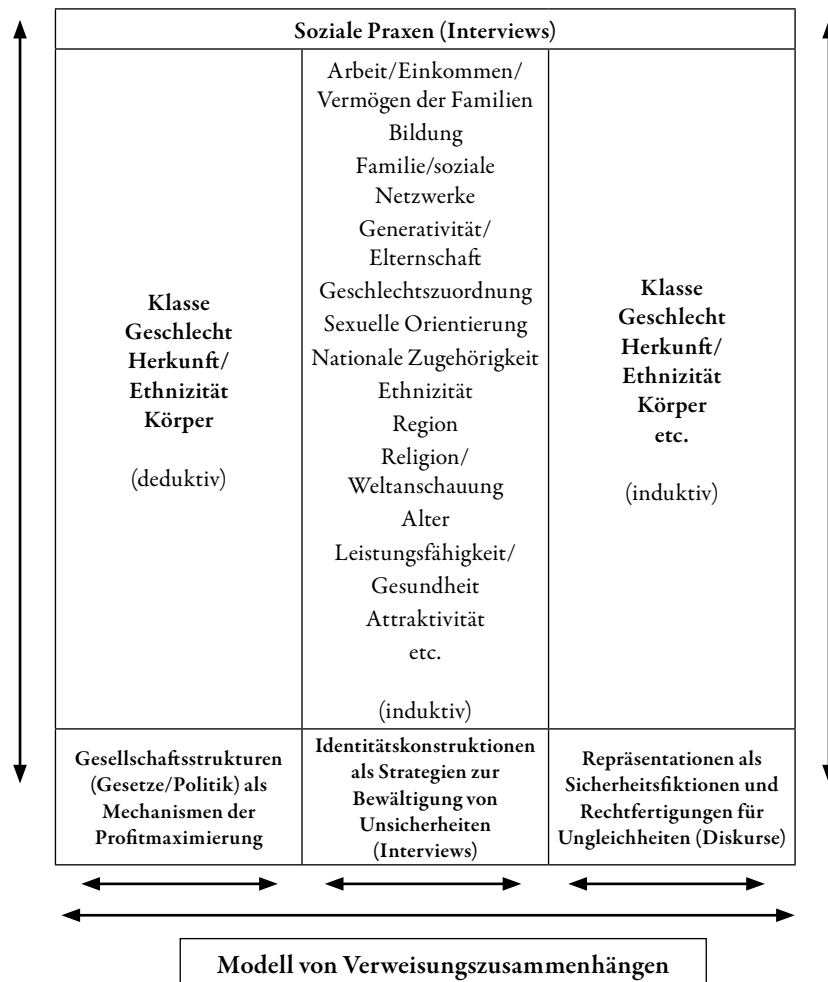 Soziale Praxen (Interviews)
Klasse
Geschlecht
Herkunft/
Ethnizität
Körper
(deduktiv)
Arbeit/Einkommen/
Vermögen der Familien
Bildung
Familie/soziale
Netzwerke
Generativität/
Elternschaft
Geschlechtszuordnung
Sexuelle Orientierung
Nationale Zugehörigkeit
Ethnizität
Region
Religion/
Weltanschauung
Alter
Leistungsfähigkeit/
Gesundheit
Attraktivität
etc.
(induktiv)
Klasse
Geschlecht
Herkunft/
Ethnizität
Körper
etc.
(induktiv)
Gesellschaftsstrukturen
(Gesetze/Politik) als
Mechanismen der
Profitmaximierung
Identitätskonstruktionen
als Strategien zur
Bewältigung von
Unsicherheiten
(Interviews)
Repräsentationen als
Sicherheitsfiktionen und
Rechtfertigungen für
Ungleichheiten (Diskurse)
Modell von Verweisungszusammenhängen